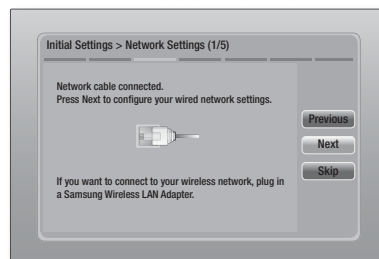 Initial Settings > Network Settings (1/5)
Network cable connected.
Press Next to configure your wired network settings.
Previous
Next
Skip
If you want to connect to your wireless network, plug in
a Samsung Wireless LAN Adapter.